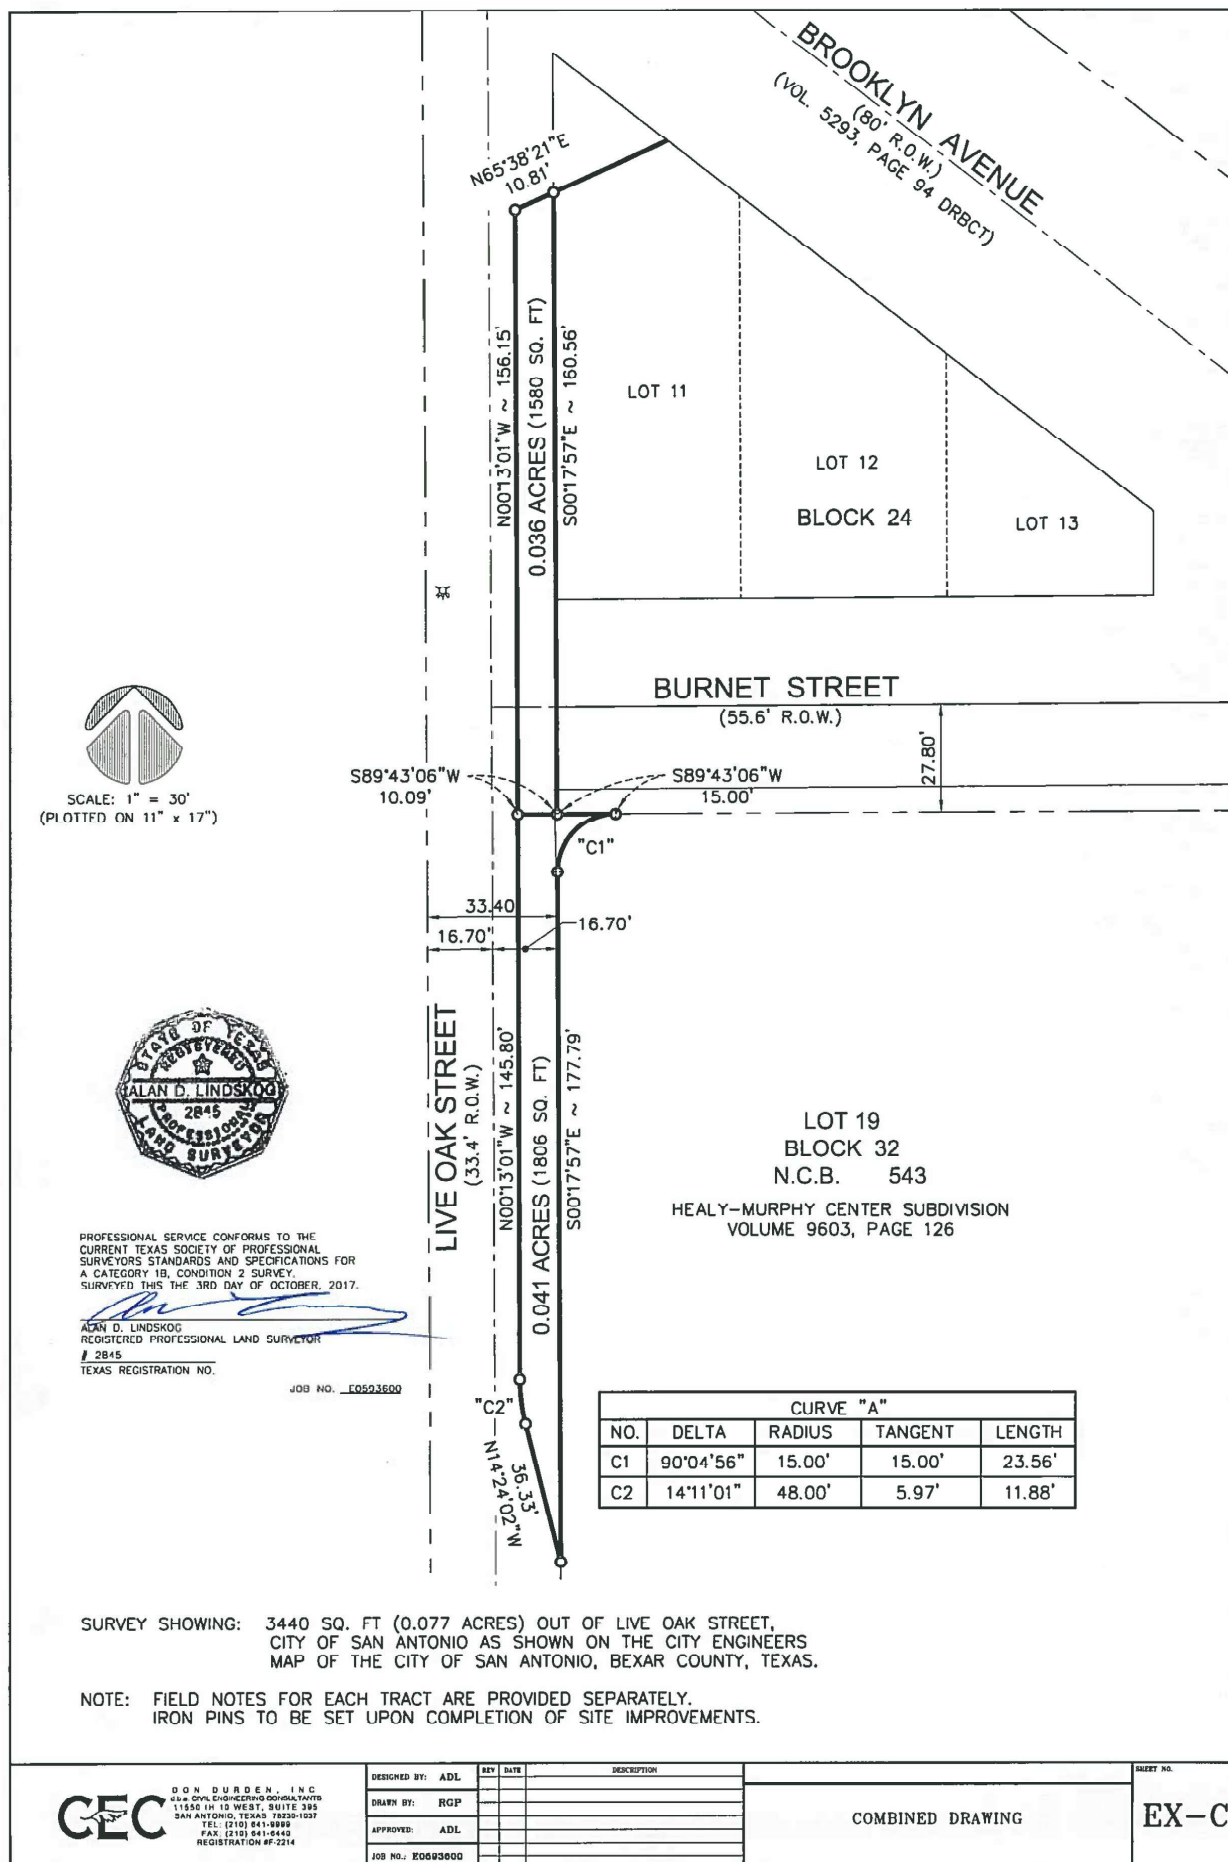 BROOKLYN AVENUE
(80' R.O.W.)
(VOL. 5293, PAGE 94 DRBCT)
N65°38'21"E
10.81'
N00°13'01"W ~ 156.15'
0.036 ACRES (1580 SQ. FT)
S00°17'57"E ~ 160.56'
LOT 11
LOT 12
BLOCK 24
LOT 13
BURNET STREET
(55.6' R.O.W.)
27.80'
SCALE: 1" = 30'
(PLOTTED ON 11" x 17")
S89°43'06"W
10.09'
S89°43'06"W
15.00'
"C1"
33.40
16.70'
16.70'
LIVE OAK STREET
(33.4' R.O.W.)
N00°13'01"W ~ 145.80'
0.041 ACRES (1806 SQ. FT)
S00°17'57"E ~ 177.79'
STATE OF TEXAS
REGISTERED
ALAN D. LINDSKOG
2845
PROFESSIONAL
LAND SURVEYOR
LOT 19
BLOCK 32
N.C.B. 543
HEALY-MURPHY CENTER SUBDIVISION
VOLUME 9603, PAGE 126
PROFESSIONAL SERVICE CONFORMS TO THE
CURRENT TEXAS SOCIETY OF PROFESSIONAL
SURVEYORS STANDARDS AND SPECIFICATIONS FOR
A CATEGORY 1B, CONDITION 2 SURVEY.
SURVEYED THIS THE 3RD DAY OF OCTOBER, 2017.
ALAN D. LINDSKOG
REGISTERED PROFESSIONAL LAND SURVEYOR
# 2845
TEXAS REGISTRATION NO.
JOB NO. E0593600
"C2"
36.33'
N14°24'02"W
CURVE "A"
NO. DELTA RADIUS TANGENT LENGTH
C1 90°04'56" 15.00' 15.00' 23.56'
C2 14°11'01" 48.00' 5.97' 11.88'
SURVEY SHOWING: 3440 SQ. FT (0.077 ACRES) OUT OF LIVE OAK STREET,
CITY OF SAN ANTONIO AS SHOWN ON THE CITY ENGINEERS
MAP OF THE CITY OF SAN ANTONIO, BEXAR COUNTY, TEXAS.
NOTE: FIELD NOTES FOR EACH TRACT ARE PROVIDED SEPARATELY.
IRON PINS TO BE SET UPON COMPLETION OF SITE IMPROVEMENTS.
CEC
DON DURDEN, INC
d.b.a. CIVIL ENGINEERING CONSULTANTS
11550 IH 10 WEST, SUITE 395
SAN ANTONIO, TEXAS 78230-1037
TEL: (210) 641-9999
FAX: (210) 641-6440
REGISTRATION #F-2214
DESIGNED BY: ADL
DRAWN BY: RGP
APPROVED: ADL
JOB NO.: E0593600
REV DATE DESCRIPTION
COMBINED DRAWING
SHEET NO.
EX-C